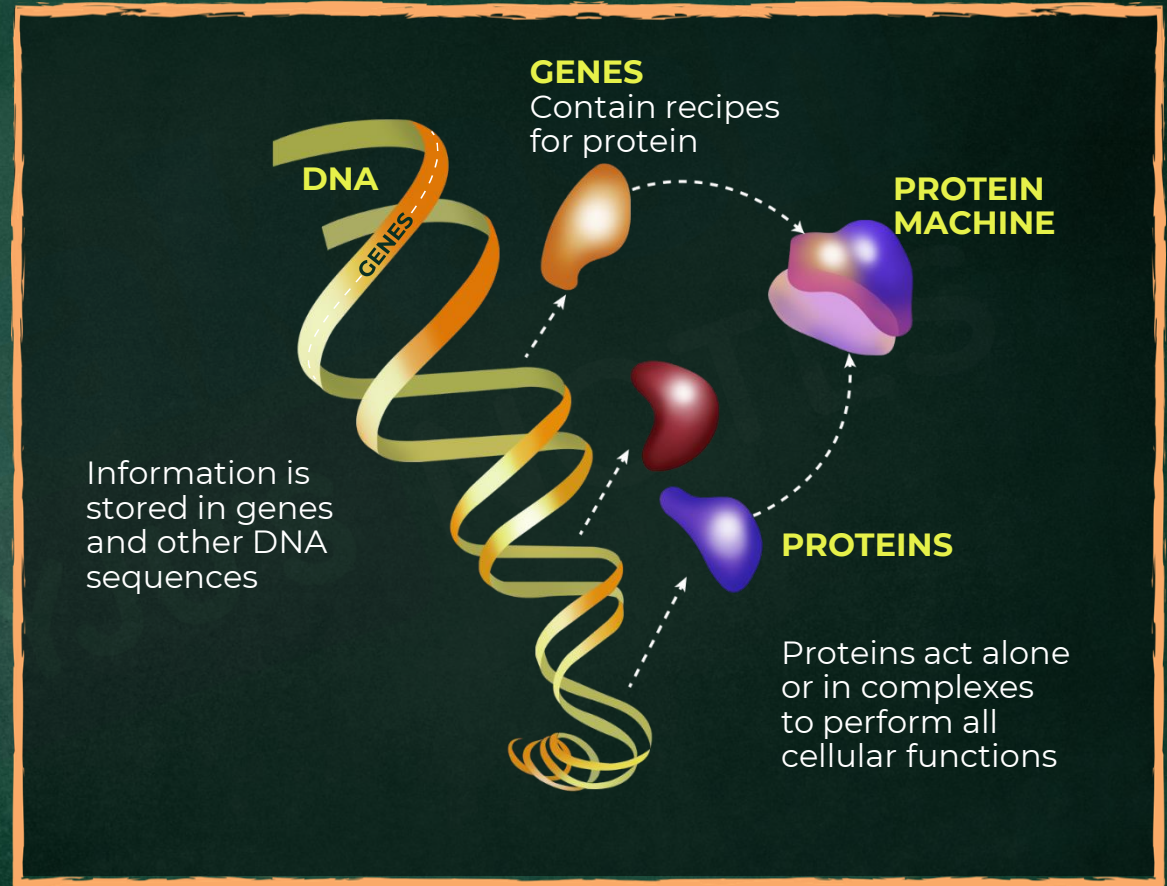 GENES
Contain recipes
for protein
DNA
GENES
PROTEIN
MACHINE
Information is
stored in genes
and other DNA
sequences
PROTEINS
Proteins act alone
or in complexes
to perform all
cellular functions